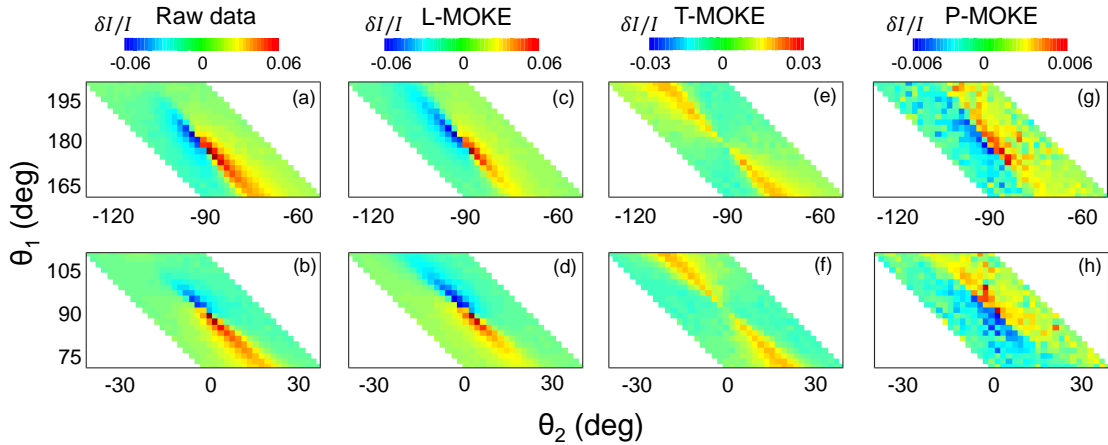 Raw data L-MOKE T-MOKE P-MOKE
δI/I δI/I δI/I δI/I
-0.06 0 0.06 -0.06 0 0.06 -0.03 0 0.03 -0.006 0 0.006
(a) (c) (e) (g)
195
180
165
-120 -90 -60 -120 -90 -60 -120 -90 -60 -120 -90 -60
θ1 (deg)
(b) (d) (f) (h)
105
90
75
-30 0 30 -30 0 30 -30 0 30 -30 0 30
θ2 (deg)